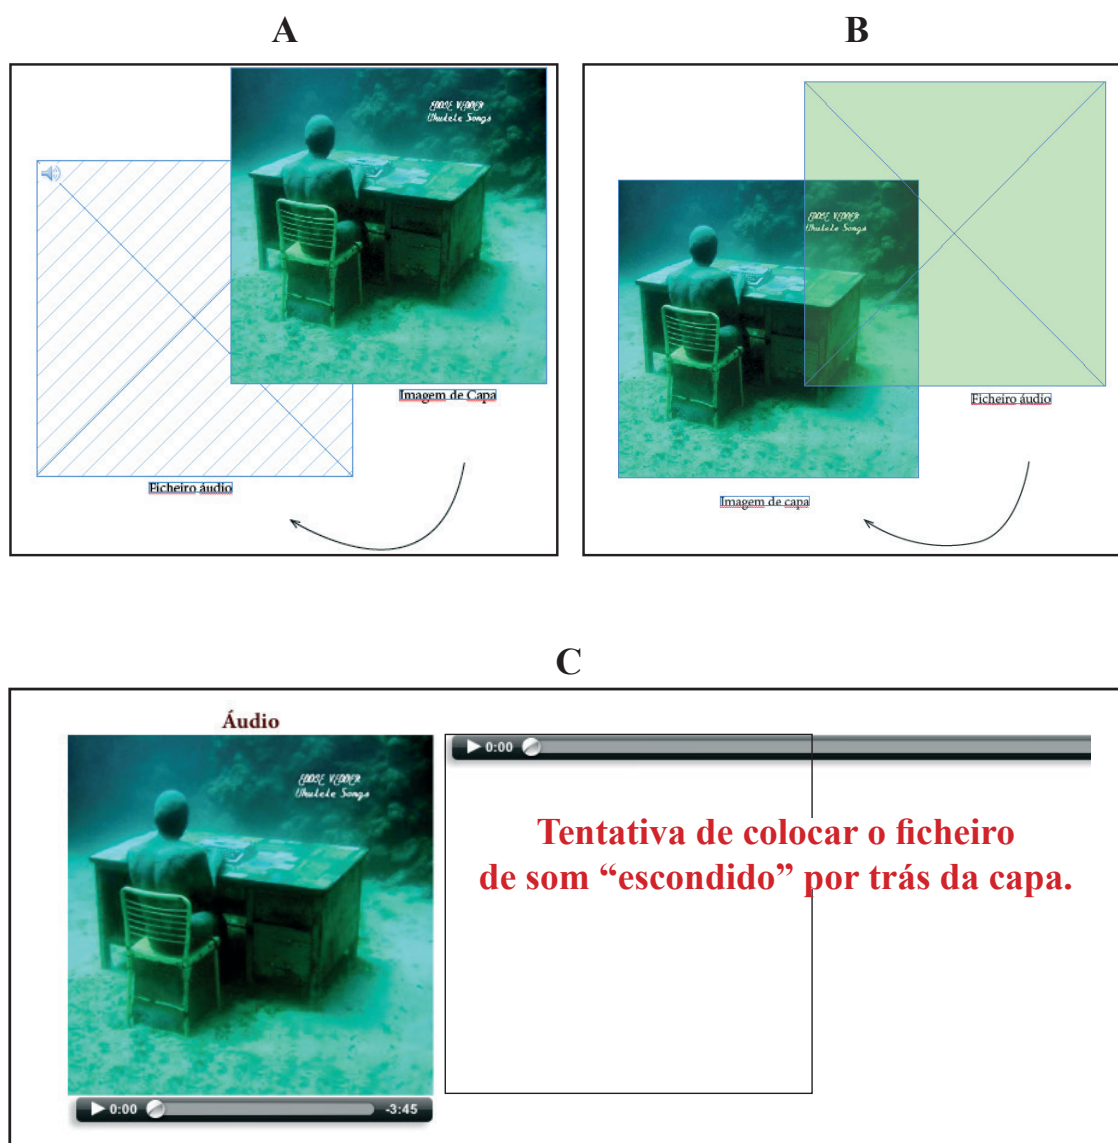 A
B
EDDIE VEDDER
Ukulele Songs
Imagem de Capa
Ficheiro áudio
EDDIE VEDDER
Ukulele Songs
Ficheiro áudio
Imagem de capa
C
Áudio
EDDIE VEDDER
Ukulele Songs
0:00
-3:45
0:00
Tentativa de colocar o ficheiro
de som “escondido” por trás da capa.